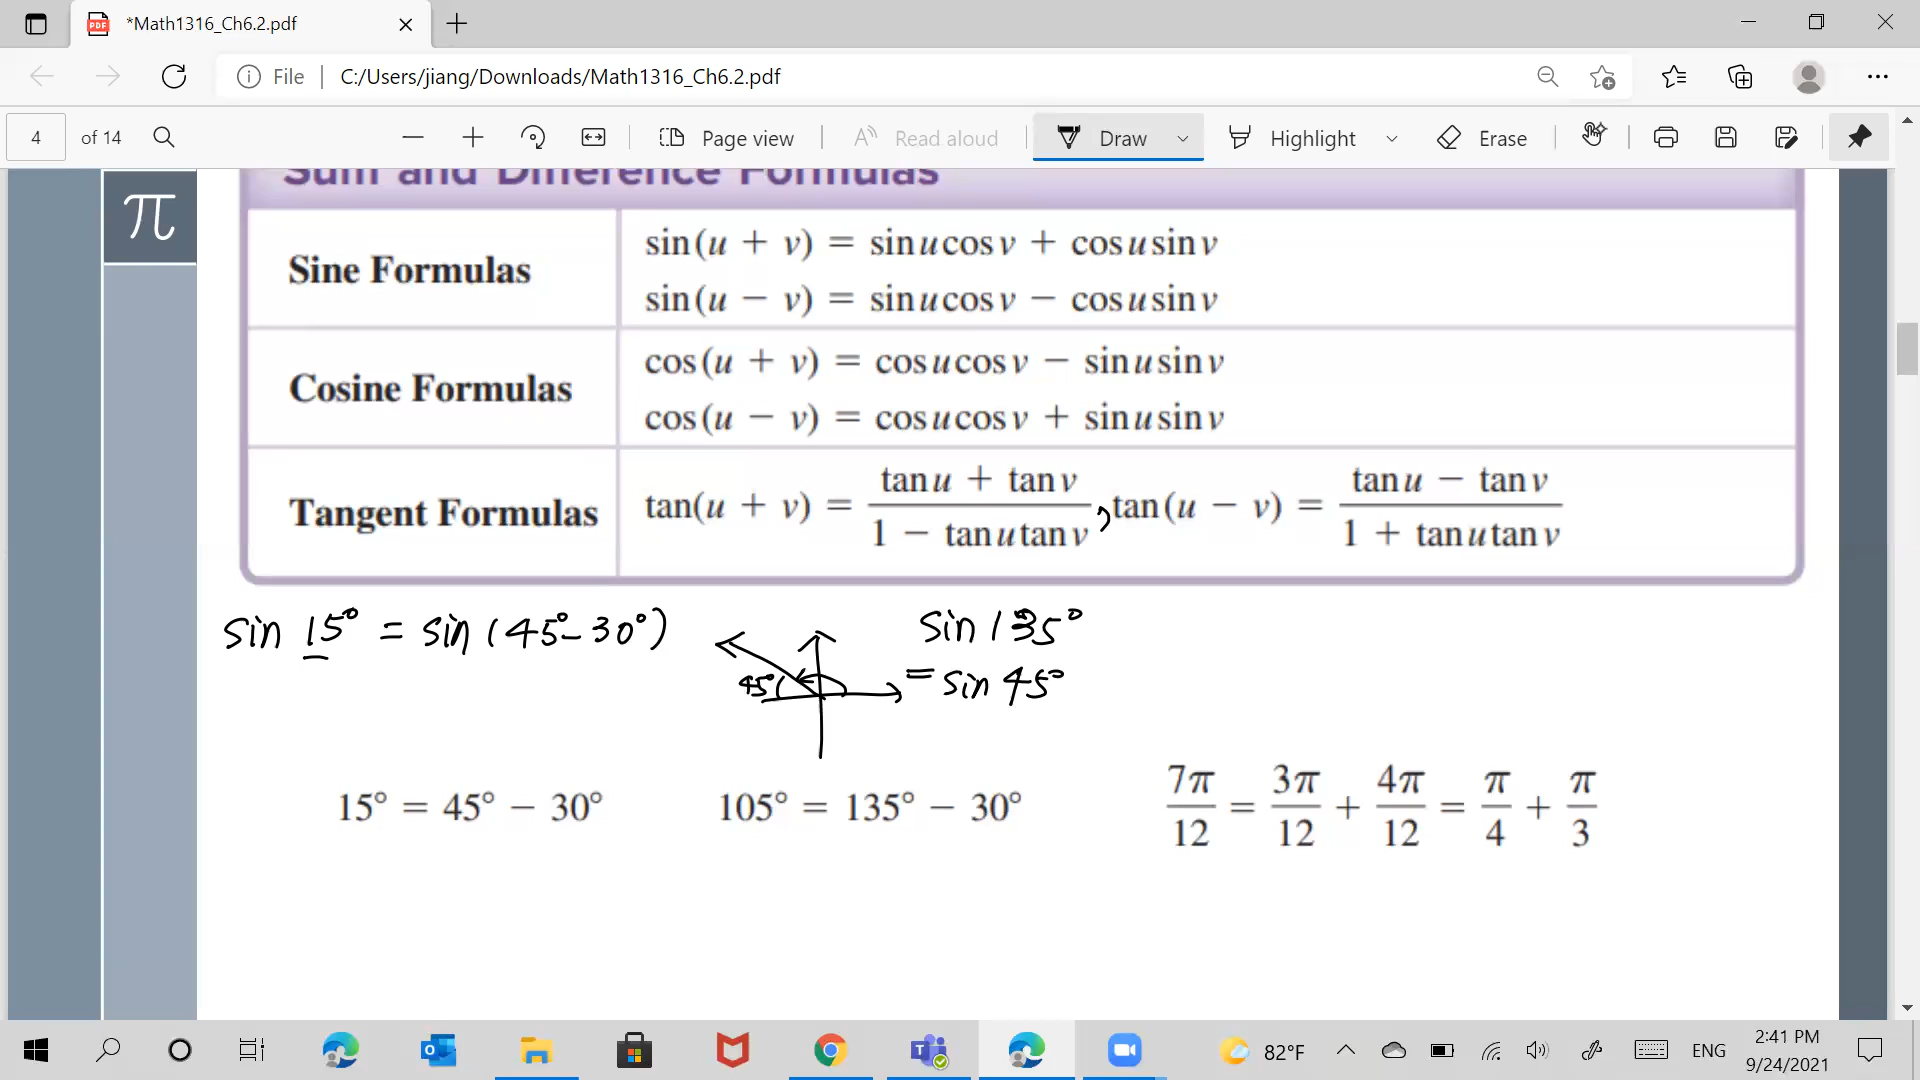 *Math1316_Ch6.2.pdf
File | C:/Users/jiang/Downloads/Math1316_Ch6.2.pdf
4 of 14 Page view Read aloud Draw Highlight Erase
Sum and Difference Formulas
π
Sine Formulas
sin(u + v) = sin u cos v + cos u sin v
sin(u − v) = sin u cos v − cos u sin v
Cosine Formulas
cos(u + v) = cos u cos v − sin u sin v
cos(u − v) = cos u cos v + sin u sin v
Tangent Formulas
tan(u + v) = (tan u + tan v)/(1 − tan u tan v), tan(u − v) = (tan u − tan v)/(1 + tan u tan v)
sin 15° = sin (45° − 30°)
45°
sin 135°
= sin 45°
15° = 45° − 30°
105° = 135° − 30°
7π/12 = 3π/12 + 4π/12 = π/4 + π/3
82°F ENG 2:41 PM
9/24/2021